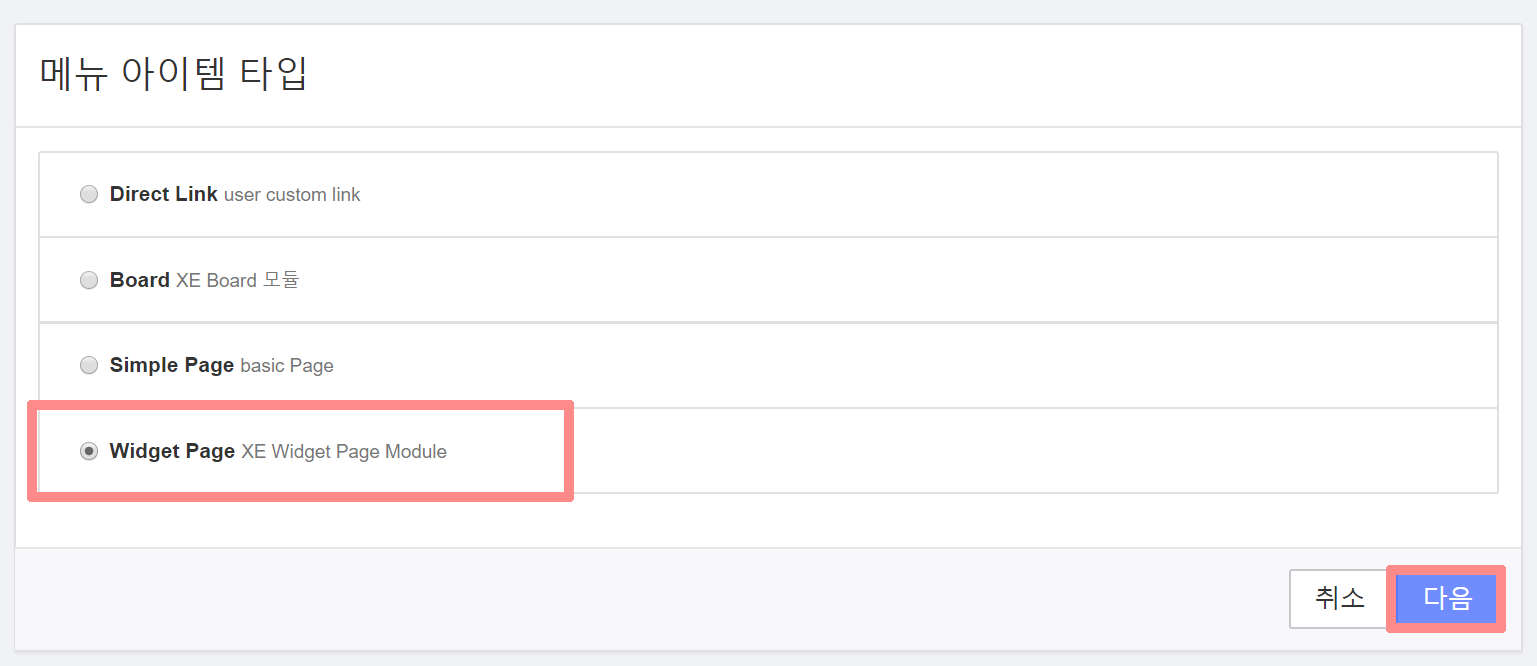 메뉴 아이템 타입
Direct Link user custom link
Board XE Board 모듈
Simple Page basic Page
Widget Page XE Widget Page Module
취소 다음